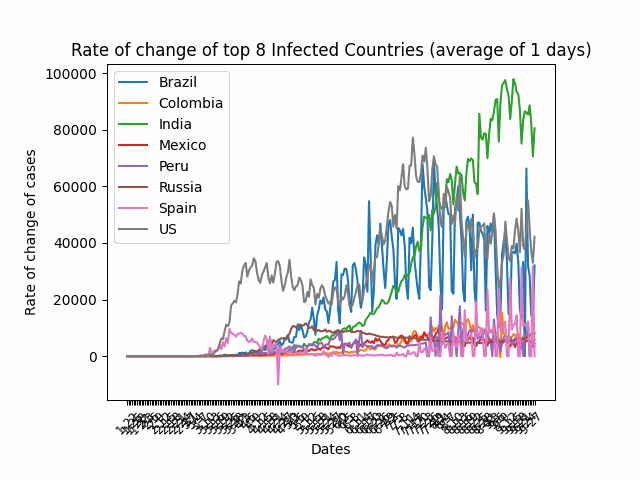 Rate of change of top 8 Infected Countries (average of 1 days)
100000
80000
60000
40000
20000
0
Rate of change of cases
Brazil
Colombia
India
Mexico
Peru
Russia
Spain
US
Dates